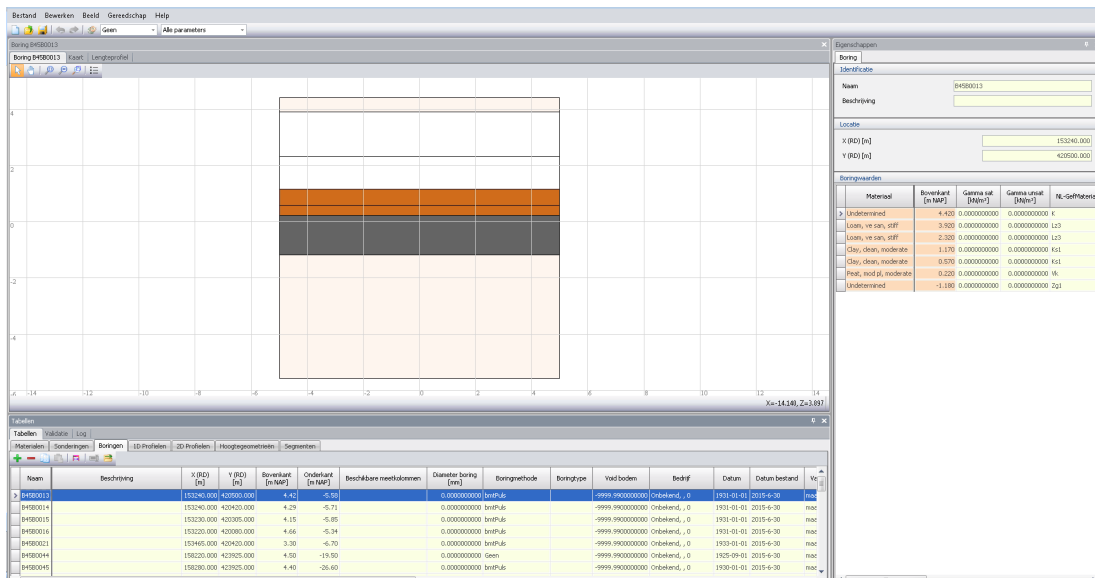 Bestand Bewerken Beeld Gereedschap Help
Geen Alle parameters
Boring B45B0013
Boring B45B0013 Kaart Lengteprofiel
4
2
0
-2
-4
-14 -12 -10 -8 -6 -4 -2 0 2 4 6 8 10 12 14
X=-14.140, Z=3.897
Eigenschappen
Boring
Identificatie
Naam B45B0013
Beschrijving
Locatie
X (RD) [m] 153240.000
Y (RD) [m] 420500.000
Boringwaarden
Materiaal Bovenkant [m NAP] Gamma sat [kN/m³] Gamma unsat [kN/m³] NL-GefMateria
Undetermined 4.420 0.0000000000 0.0000000000 K
Loam, ve san, stiff 3.920 0.0000000000 0.0000000000 Lz3
Loam, ve san, stiff 2.320 0.0000000000 0.0000000000 Lz3
Clay, clean, moderate 1.170 0.0000000000 0.0000000000 Ks1
Clay, clean, moderate 0.570 0.0000000000 0.0000000000 Ks1
Peat, mod pl, moderate 0.220 0.0000000000 0.0000000000 Vk
Undetermined -1.180 0.0000000000 0.0000000000 Zg1
Tabellen
Tabellen Validatie Log
Materialen Sonderingen Boringen 1D Profielen 2D Profielen Hoogtegeometrieën Segmenten
Naam Beschrijving X (RD) [m] Y (RD) [m] Bovenkant [m NAP] Onderkant [m NAP] Beschikbare meetkolommen Diameter boring [mm] Boringmethode Boringtype Void bodem Bedrijf Datum Datum bestand
B45B0013 153240.000 420500.000 4.42 -5.58 0.0000000000 bmtPuls -9999.9900000000 Onbekend, , 0 1931-01-01 2015-6-30 maa
B45B0014 153240.000 420420.000 4.29 -5.71 0.0000000000 bmtPuls -9999.9900000000 Onbekend, , 0 1931-01-01 2015-6-30 maa
B45B0015 153230.000 420305.000 4.15 -5.85 0.0000000000 bmtPuls -9999.9900000000 Onbekend, , 0 1931-01-01 2015-6-30 maa
B45B0016 153220.000 420080.000 4.66 -5.34 0.0000000000 bmtPuls -9999.9900000000 Onbekend, , 0 1931-01-01 2015-6-30 maa
B45B0021 153465.000 420420.000 3.30 -6.70 0.0000000000 bmtPuls -9999.9900000000 Onbekend, , 0 1933-01-01 2015-6-30 maa
B45B0044 158220.000 423925.000 4.50 -19.50 0.0000000000 Geen -9999.9900000000 Onbekend, , 0 1925-09-01 2015-6-30 maa
B45B0045 158280.000 423925.000 4.40 -26.60 0.0000000000 bmtPuls -9999.9900000000 Onbekend, , 0 1930-01-01 2015-6-30 maa